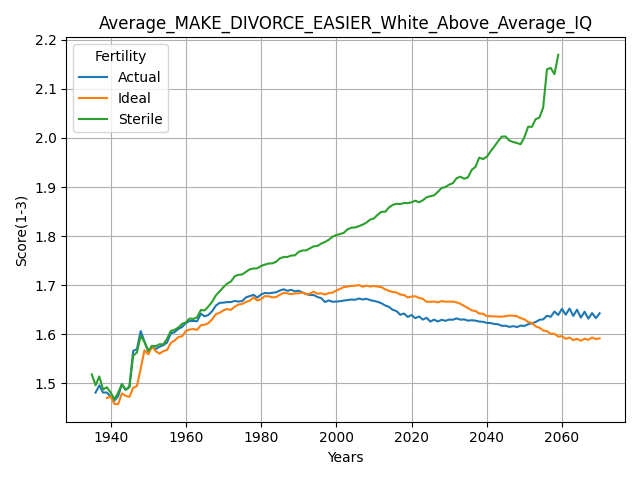 Average_MAKE_DIVORCE_EASIER_White_Above_Average_IQ
Fertility
Actual
Ideal
Sterile
Score(1-3)
2.2
2.1
2.0
1.9
1.8
1.7
1.6
1.5
1940 1960 1980 2000 2020 2040 2060
Years